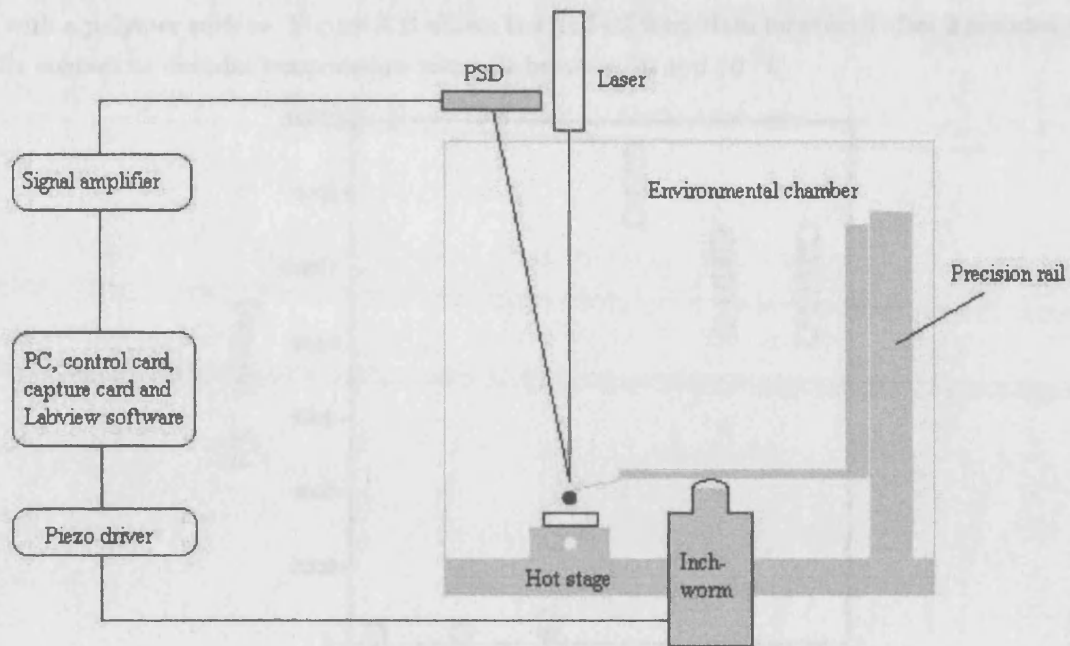 PSD
Laser
Signal amplifier
Environmental chamber
Precision rail
PC, control card,
capture card and
Labview software
Piezo driver
Hot stage
Inch-
worm